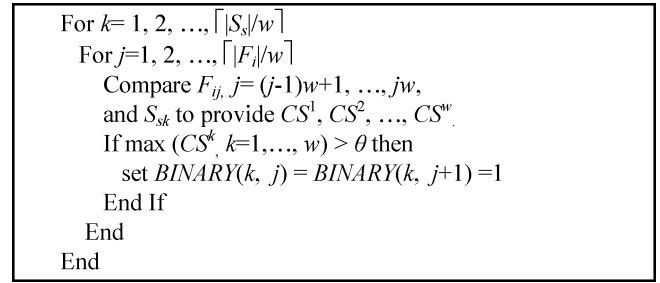 For k= 1, 2, …, ⌈|Sₛ|/w⌉
For j=1, 2, …, ⌈|Fᵢ|/w⌉
Compare Fᵢⱼ, j= (j-1)w+1, …, jw,
and Sₛₖ to provide CS¹, CS², …, CSʷ.
If max (CSᵏ, k=1,…, w) > θ then
set BINARY(k, j) = BINARY(k, j+1) =1
End If
End
End